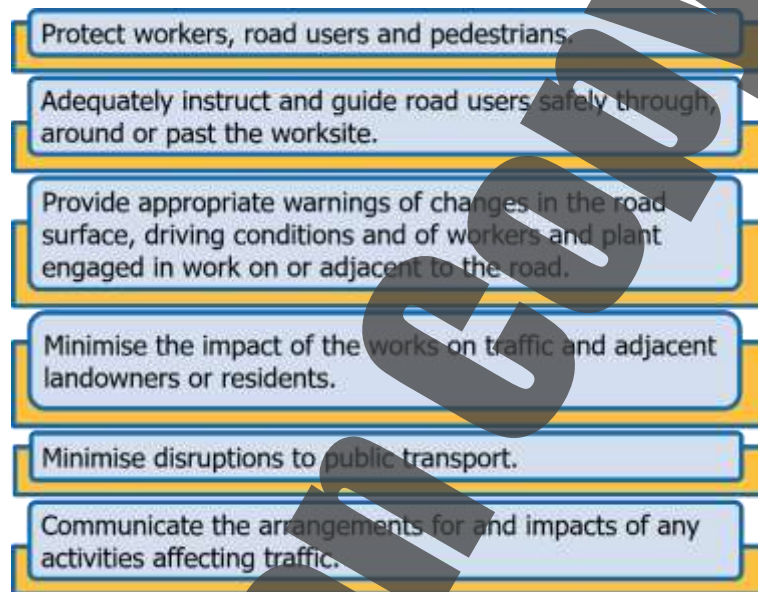 Protect workers, road users and pedestrians.
Adequately instruct and guide road users safely through,
around or past the worksite.
Provide appropriate warnings of changes in the road
surface, driving conditions and of workers and plant
engaged in work on or adjacent to the road.
Minimise the impact of the works on traffic and adjacent
landowners or residents.
Minimise disruptions to public transport.
Communicate the arrangements for and impacts of any
activities affecting traffic.
on Copy